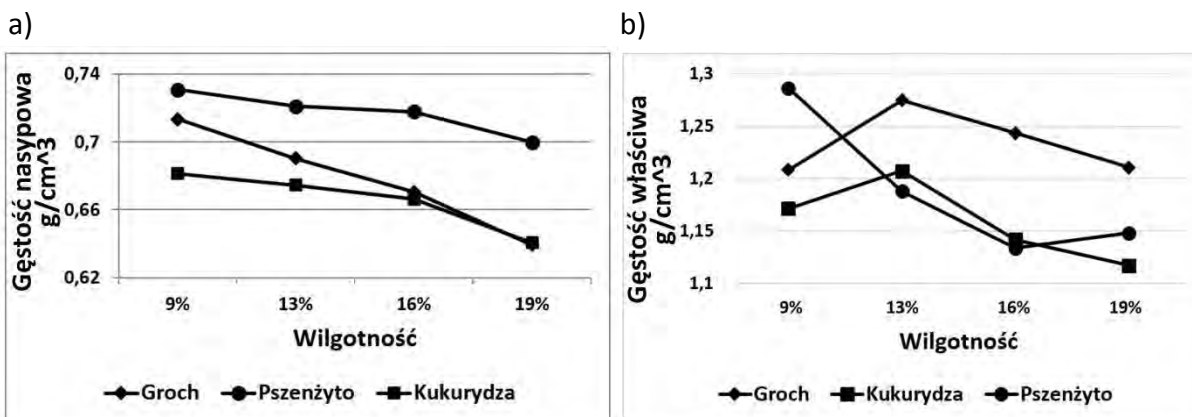 a)
Gęstość nasypowa
g/cm^3
0,74
0,7
0,66
0,62
9% 13% 16% 19%
Wilgotność
Groch Pszenżyto Kukurydza
b)
Gęstość właściwa
g/cm^3
1,3
1,25
1,2
1,15
1,1
9% 13% 16% 19%
Wilgotność
Groch Kukurydza Pszenżyto